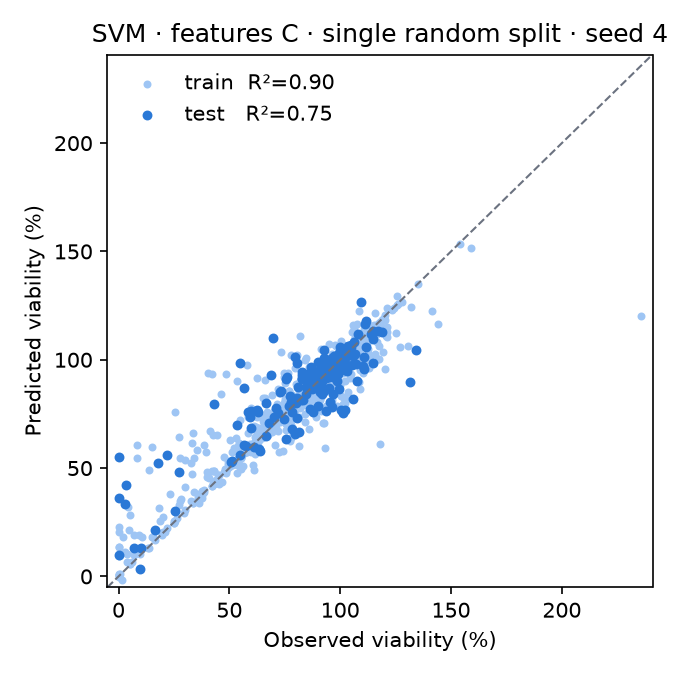 SVM · features C · single random split · seed 4
train R²=0.90
test R²=0.75
200
150
100
50
0
Predicted viability (%)
0 50 100 150 200
Observed viability (%)